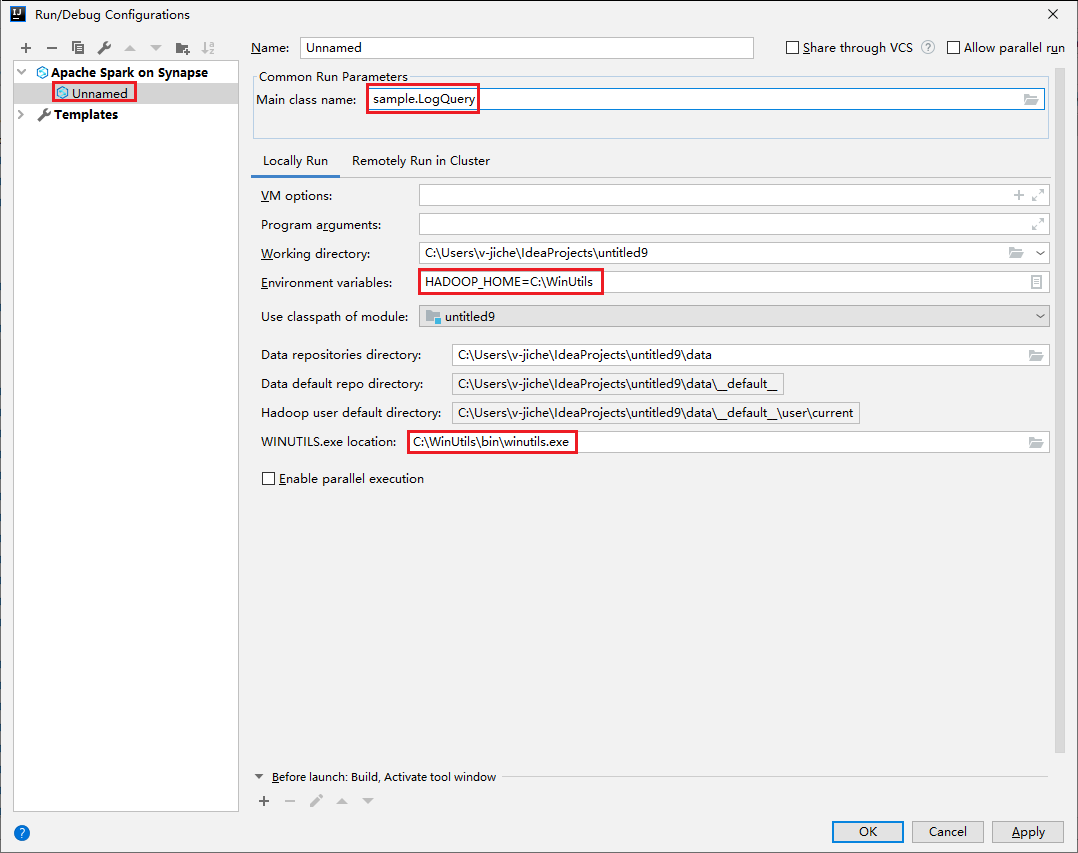 Run/Debug Configurations
Name: Unnamed Share through VCS ? Allow parallel run
Apache Spark on Synapse
Unnamed
Templates
Common Run Parameters
Main class name: sample.LogQuery
Locally Run Remotely Run in Cluster
VM options:
Program arguments:
Working directory: C:\Users\v-jiche\IdeaProjects\untitled9
Environment variables: HADOOP_HOME=C:\WinUtils
Use classpath of module: untitled9
Data repositories directory: C:\Users\v-jiche\IdeaProjects\untitled9\data
Data default repo directory: C:\Users\v-jiche\IdeaProjects\untitled9\data\__default__
Hadoop user default directory: C:\Users\v-jiche\IdeaProjects\untitled9\data\__default__\user\current
WINUTILS.exe location: C:\WinUtils\bin\winutils.exe
Enable parallel execution
Before launch: Build, Activate tool window
? OK Cancel Apply